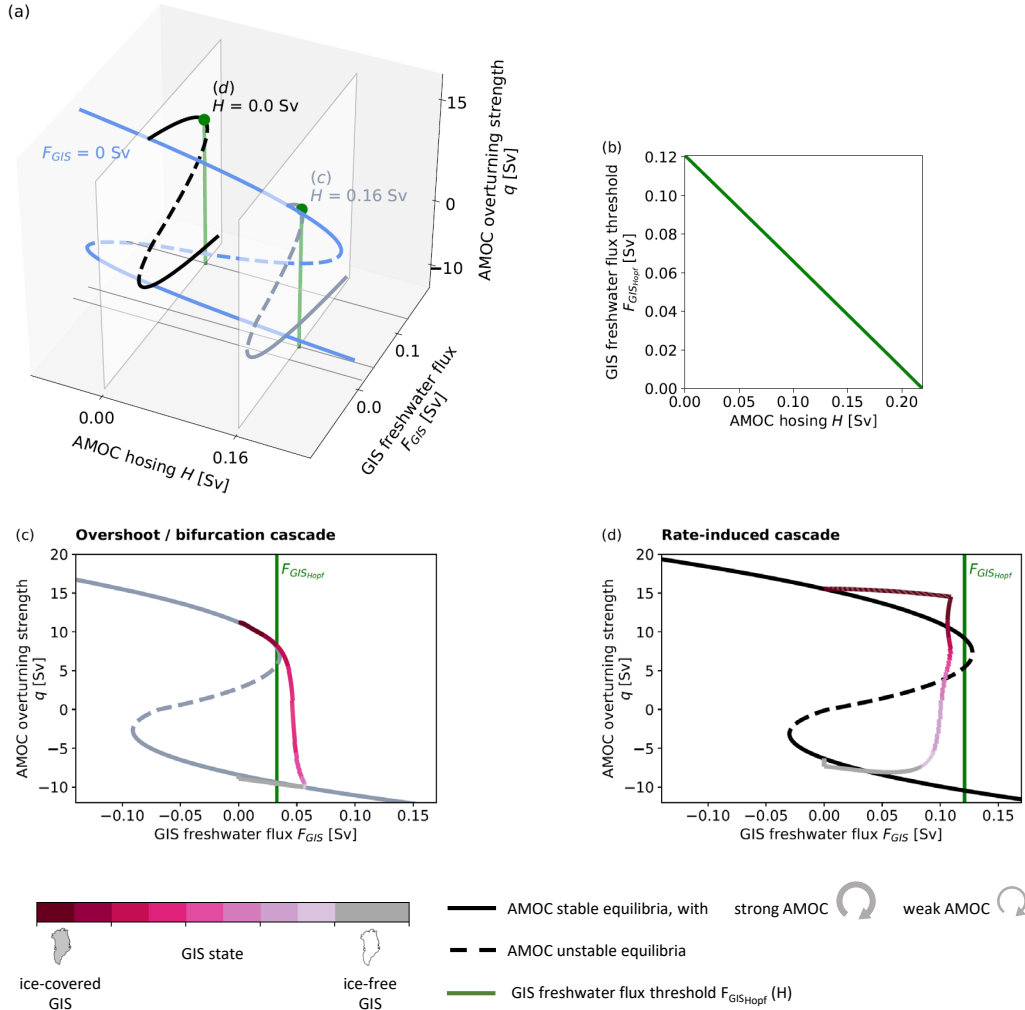 (a)
(d)
H = 0.0 Sv
F_GIS = 0 Sv
(c)
H = 0.16 Sv
15
0
−10
AMOC overturning strength
q [Sv]
0.1
0.0
GIS freshwater flux
F_GIS [Sv]
0.00
0.16
AMOC hosing H [Sv]
(b)
0.12
0.10
0.08
0.06
0.04
0.02
0.00
GIS freshwater flux threshold
F_GIS_Hopf [Sv]
0.00 0.05 0.10 0.15 0.20
AMOC hosing H [Sv]
(c) Overshoot / bifurcation cascade
20
15
10
5
0
−5
−10
AMOC overturning strength
q [Sv]
F_GIS_Hopf
−0.10 −0.05 0.00 0.05 0.10 0.15
GIS freshwater flux F_GIS [Sv]
(d) Rate-induced cascade
20
15
10
5
0
−5
−10
AMOC overturning strength
q [Sv]
F_GIS_Hopf
−0.10 −0.05 0.00 0.05 0.10 0.15
GIS freshwater flux F_GIS [Sv]
GIS state
ice-covered
GIS
ice-free
GIS
AMOC stable equilibria, with strong AMOC weak AMOC
AMOC unstable equilibria
GIS freshwater flux threshold F_GIS_Hopf (H)